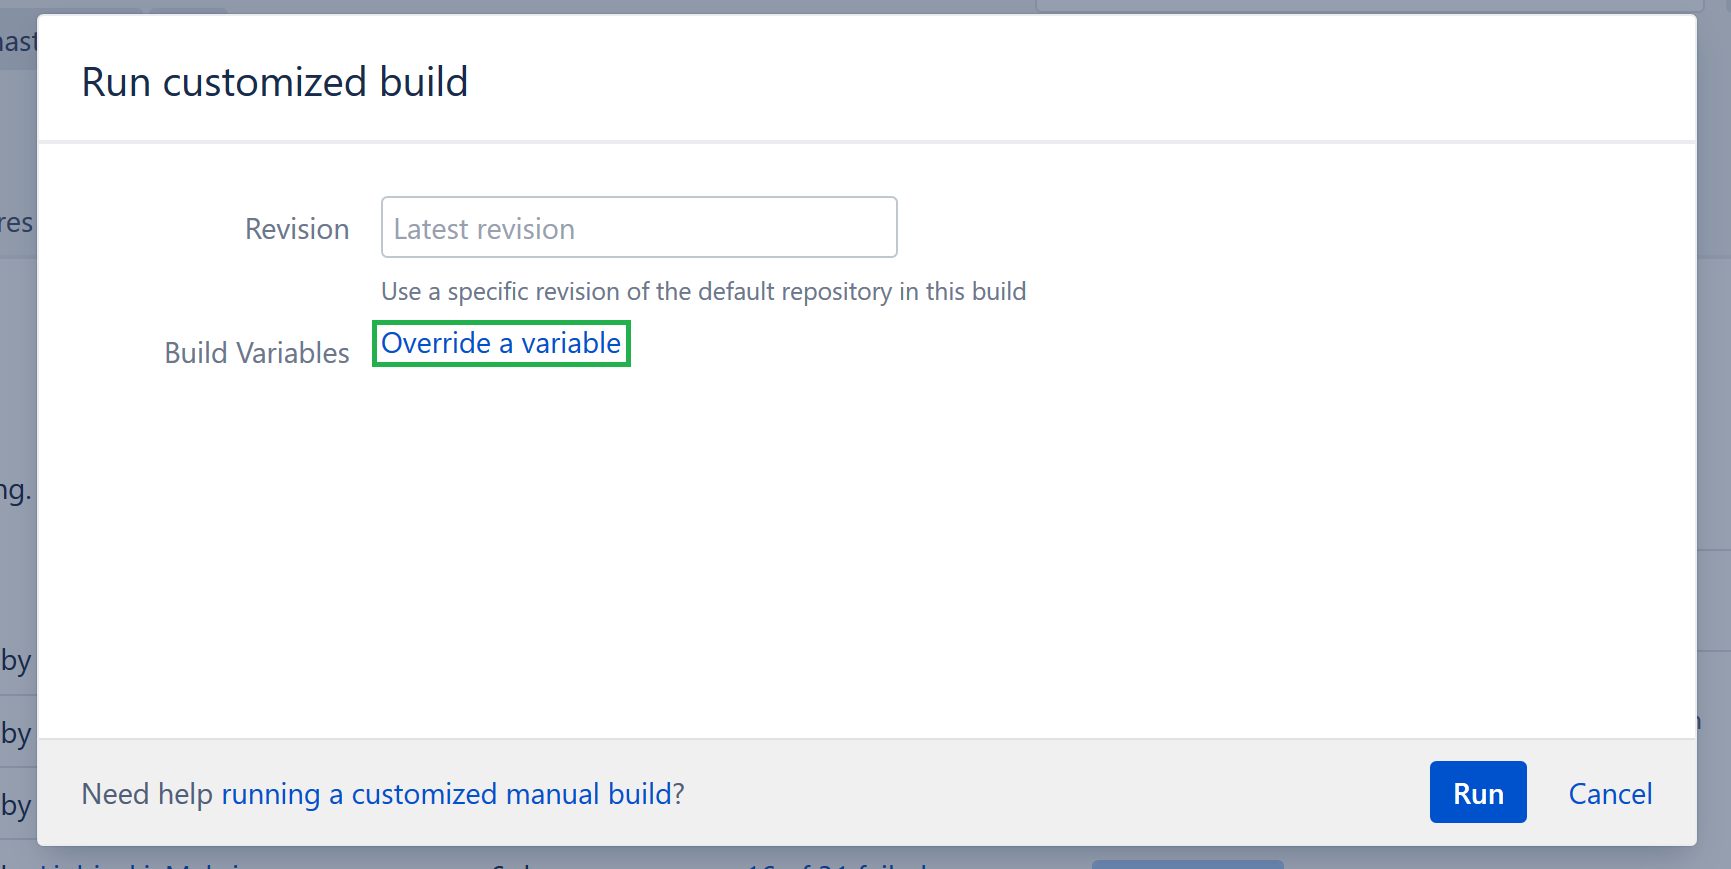 Run customized build
res
Revision
Latest revision
Use a specific revision of the default repository in this build
Build Variables
Override a variable
ng.
by
by
by
Need help running a customized manual build?
Run
Cancel